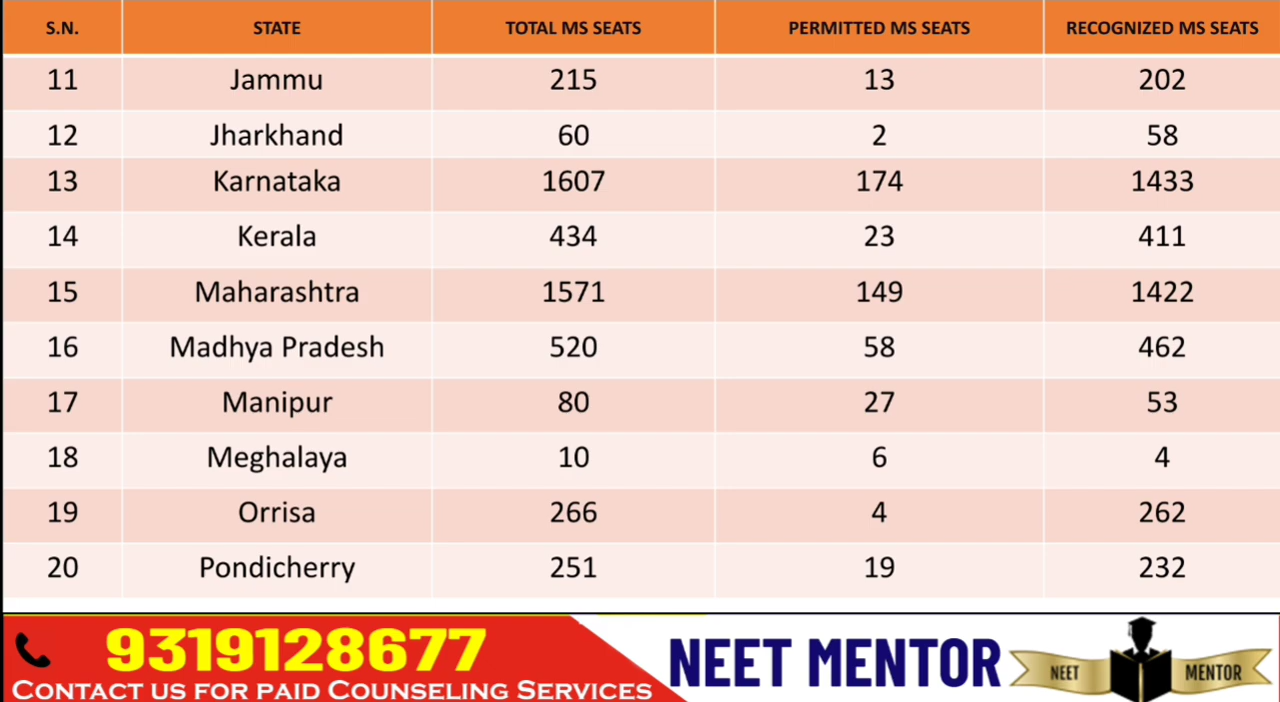 S.N. STATE TOTAL MS SEATS PERMITTED MS SEATS RECOGNIZED MS SEATS
11 Jammu 215 13 202
12 Jharkhand 60 2 58
13 Karnataka 1607 174 1433
14 Kerala 434 23 411
15 Maharashtra 1571 149 1422
16 Madhya Pradesh 520 58 462
17 Manipur 80 27 53
18 Meghalaya 10 6 4
19 Orrisa 266 4 262
20 Pondicherry 251 19 232
9319128677
CONTACT US FOR PAID COUNSELING SERVICES
NEET MENTOR
NEET MENTOR